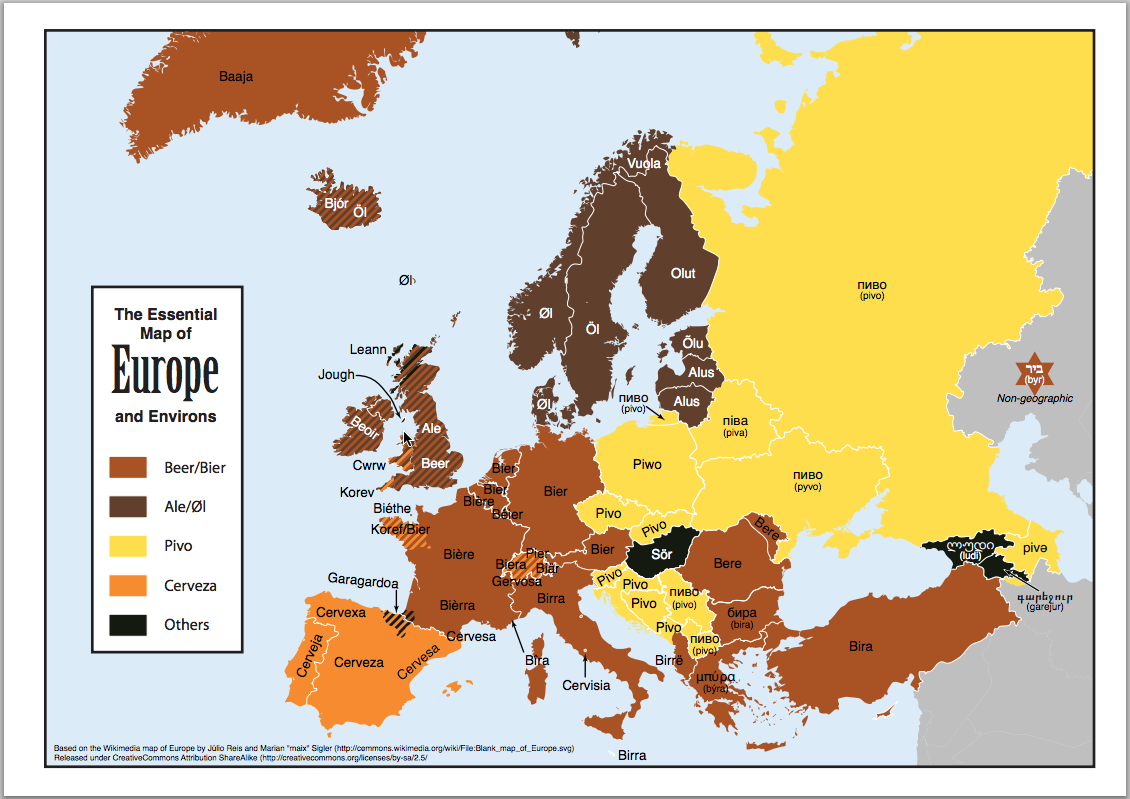 Baaja
Bjór
Öl
Øl
The Essential
Map of
Europe
and Environs
Beer/Bier
Ale/Øl
Pivo
Cerveza
Others
Vuola
Olut
Øl
Öl
Õlu
Alus
Alus
Øl
пиво
(pivo)
пиво
(pivo)
ביר
(byr)
Non-geographic
Leann
Jough
Beoir
Ale
Beer
Cwrw
Korev
Biéthe
Koref/Bier
Bier
Bier
Bière
Béier
Bier
Piwo
піва
(piva)
пиво
(pyvo)
Pivo
Pivo
Bier
Sör
Bere
Bere
Bière
Pier
Biera
Biär
Gervosa
Garagardoa
Bièrra
Birra
Pivo
Pivo
Pivo
пиво
(pivo)
Pivo
пиво
(pivo)
бира
(bira)
Cervexa
Cerveja
Cerveza
Cervesa
Cervesa
Bîra
Cervisia
Birrë
μπύρα
(býra)
Bira
ლუდი
(ludi)
pivə
գարեջուր
(garejur)
Birra
Based on the Wikimedia map of Europe by Júlio Reis and Marian "maix" Sigler (http://commons.wikimedia.org/wiki/File:Blank_map_of_Europe.svg)
Released under CreativeCommons Attribution ShareAlike (http://creativecommons.org/licenses/by-sa/2.5/